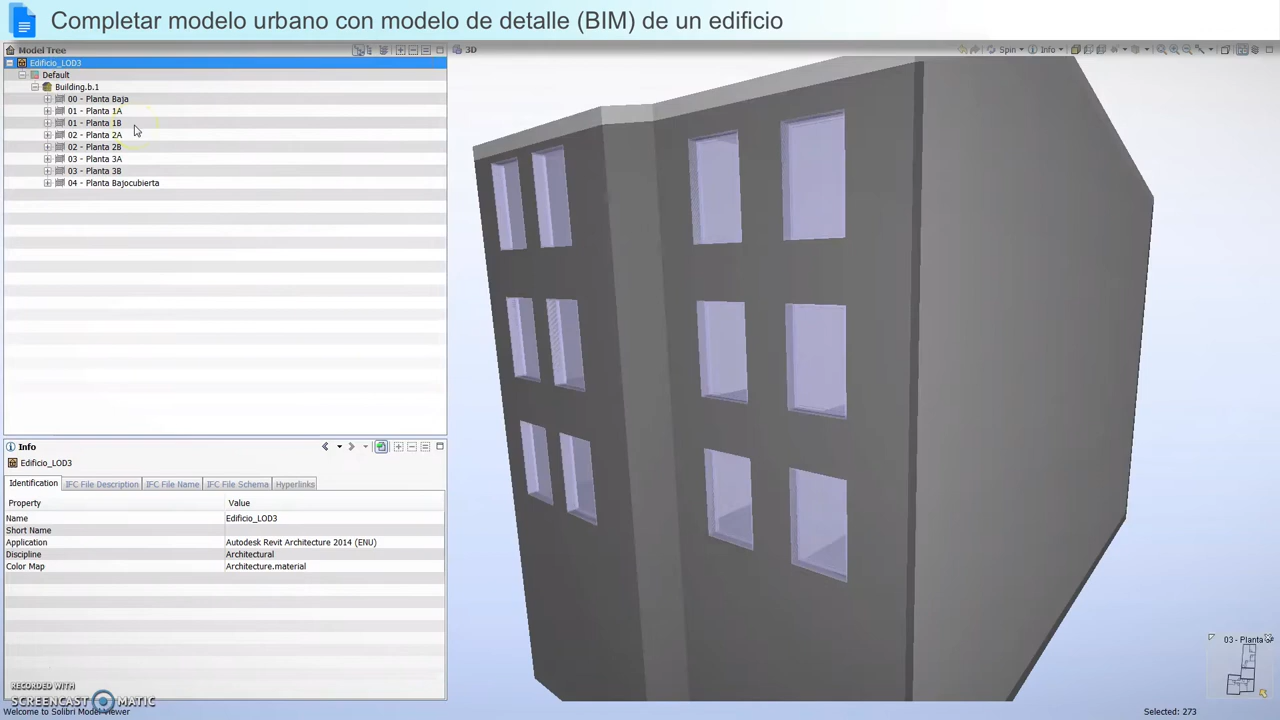 Completar modelo urbano con modelo de detalle (BIM) de un edificio
Model Tree
3D
Spin
Info
Edificio_LOD3
Default
Building.b.1
00 - Planta Baja
01 - Planta 1A
01 - Planta 1B
02 - Planta 2A
02 - Planta 2B
03 - Planta 3A
03 - Planta 3B
04 - Planta Bajocubierta
Info
Edificio_LOD3
Identification IFC File Description IFC File Name IFC File Schema Hyperlinks
Property Value
Name Edificio_LOD3
Short Name
Application Autodesk Revit Architecture 2014 (ENU)
Discipline Architectural
Color Map Architecture.material
03 - Planta
RECORDED WITH
SCREENCAST MATIC
Welcome to Solibri Model Viewer
Selected: 273